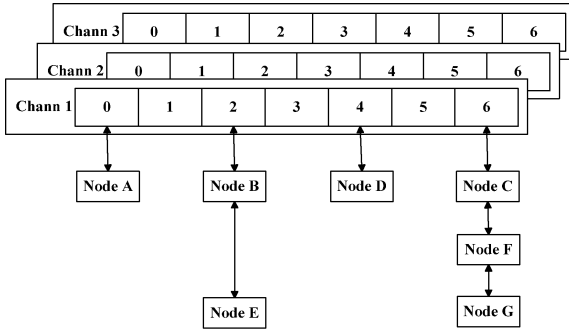 Chann 3 0 1 2 3 4 5 6
Chann 2 0 1 2 3 4 5 6
Chann 1 0 1 2 3 4 5 6
Node A Node B Node D Node C
Node F
Node E Node G